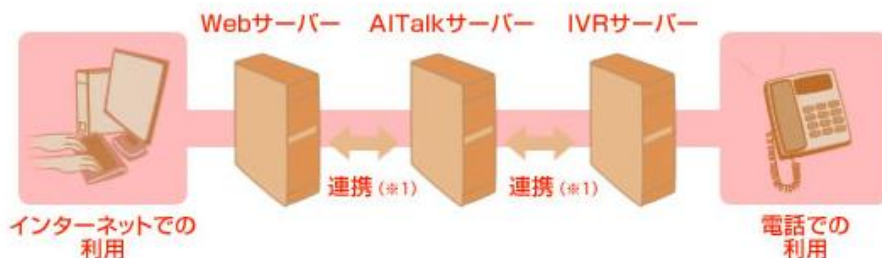 Webサーバー
AITalkサーバー
IVRサーバー
連携(※1)
連携(※1)
インターネットでの
利用
電話での
利用